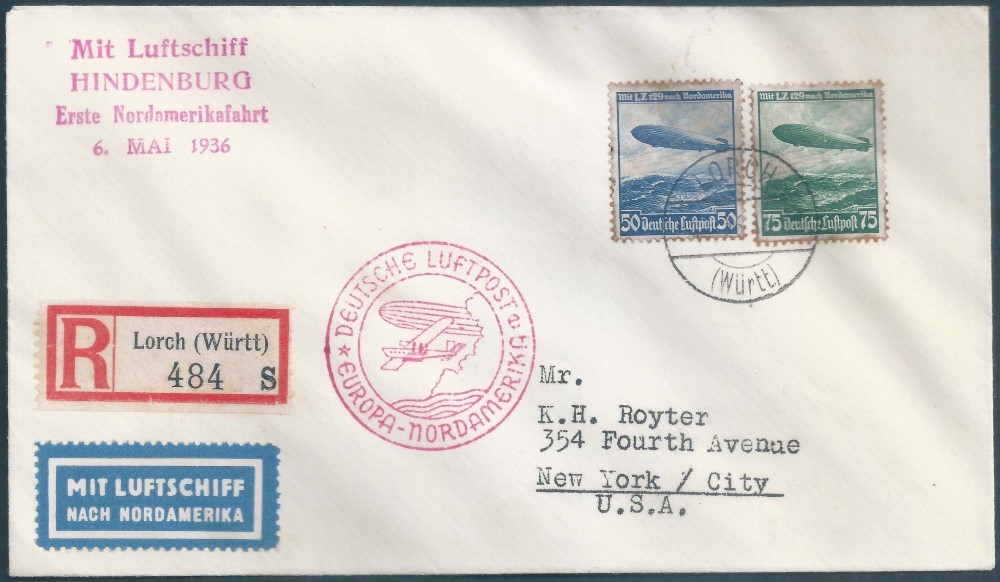 Mit Luftschiff
HINDENBURG
Erste Nordamerikafahrt
6. MAI 1936
Mit LZ 129 nach Nordamerika
50 Deutsche Luftpost 50
Mit LZ 129 nach Nordamerika
75 Deutsche Luftpost 75
LORCH
(Württ)
DEUTSCHE LUFTPOST
EUROPA-NORDAMERIKA
R
Lorch (Württ)
484 S
MIT LUFTSCHIFF
NACH NORDAMERIKA
Mr.
K.H. Royter
354 Fourth Avenue
New York / City
U.S.A.